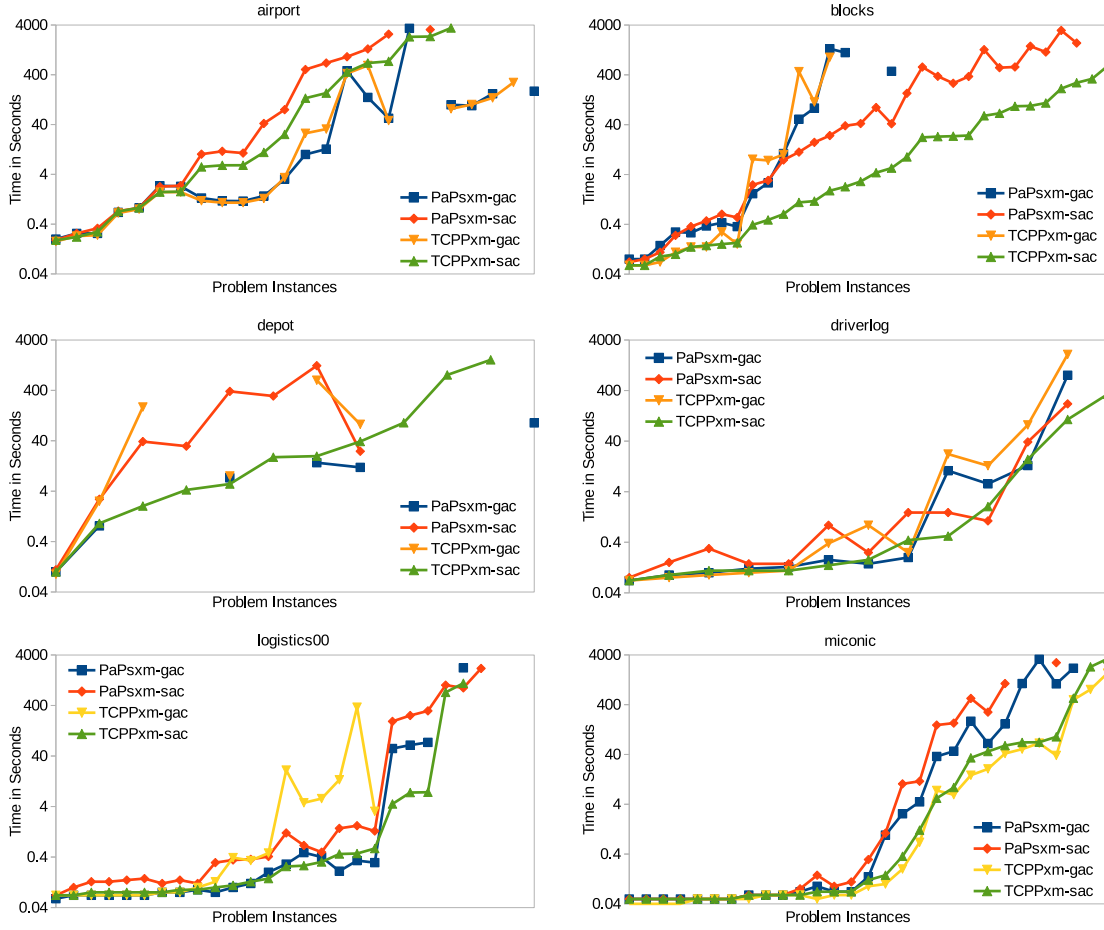 airport
4000
400
40
4
0.4
0.04
Time in Seconds
PaPsxm-gac
PaPsxm-sac
TCPPxm-gac
TCPPxm-sac
Problem Instances
blocks
4000
400
40
4
0.4
0.04
Time in Seconds
PaPsxm-gac
PaPsxm-sac
TCPPxm-gac
TCPPxm-sac
Problem Instances
depot
4000
400
40
4
0.4
0.04
Time in Seconds
PaPsxm-gac
PaPsxm-sac
TCPPxm-gac
TCPPxm-sac
Problem Instances
driverlog
4000
400
40
4
0.4
0.04
Time in Seconds
PaPsxm-gac
PaPsxm-sac
TCPPxm-gac
TCPPxm-sac
Problem Instances
logistics00
4000
400
40
4
0.4
0.04
Time in Seconds
PaPsxm-gac
PaPsxm-sac
TCPPxm-gac
TCPPxm-sac
Problem Instances
miconic
4000
400
40
4
0.4
0.04
Time in Seconds
PaPsxm-gac
PaPsxm-sac
TCPPxm-gac
TCPPxm-sac
Problem Instances